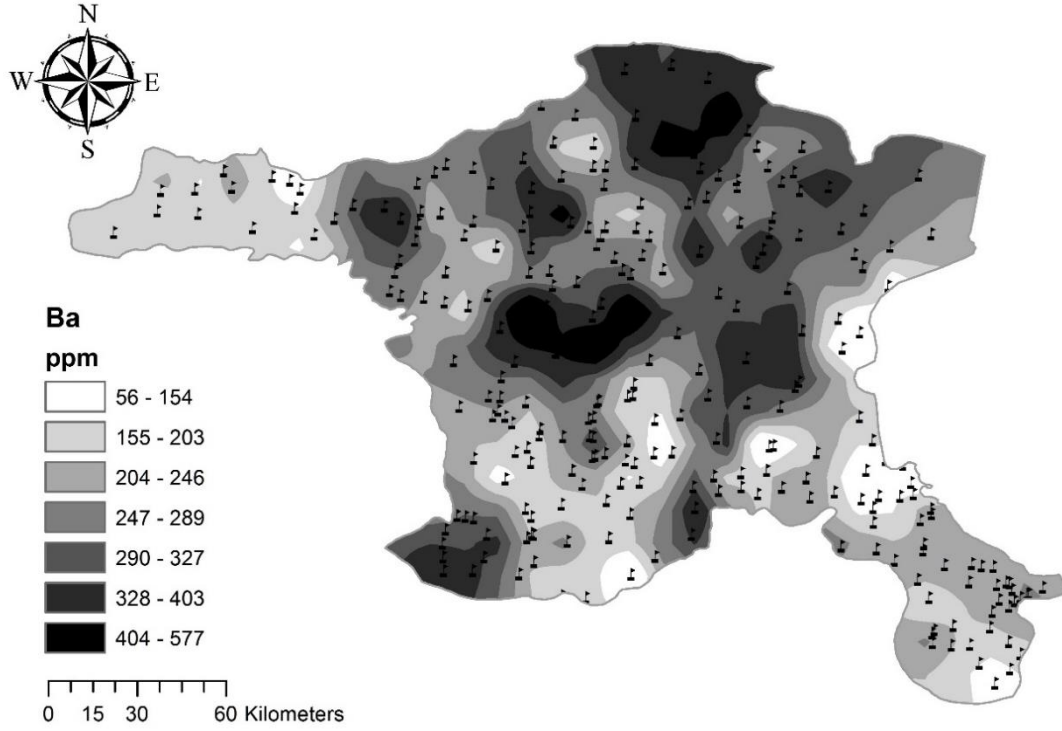 N
W E
S
Ba
ppm
56 - 154
155 - 203
204 - 246
247 - 289
290 - 327
328 - 403
404 - 577
0 15 30 60 Kilometers